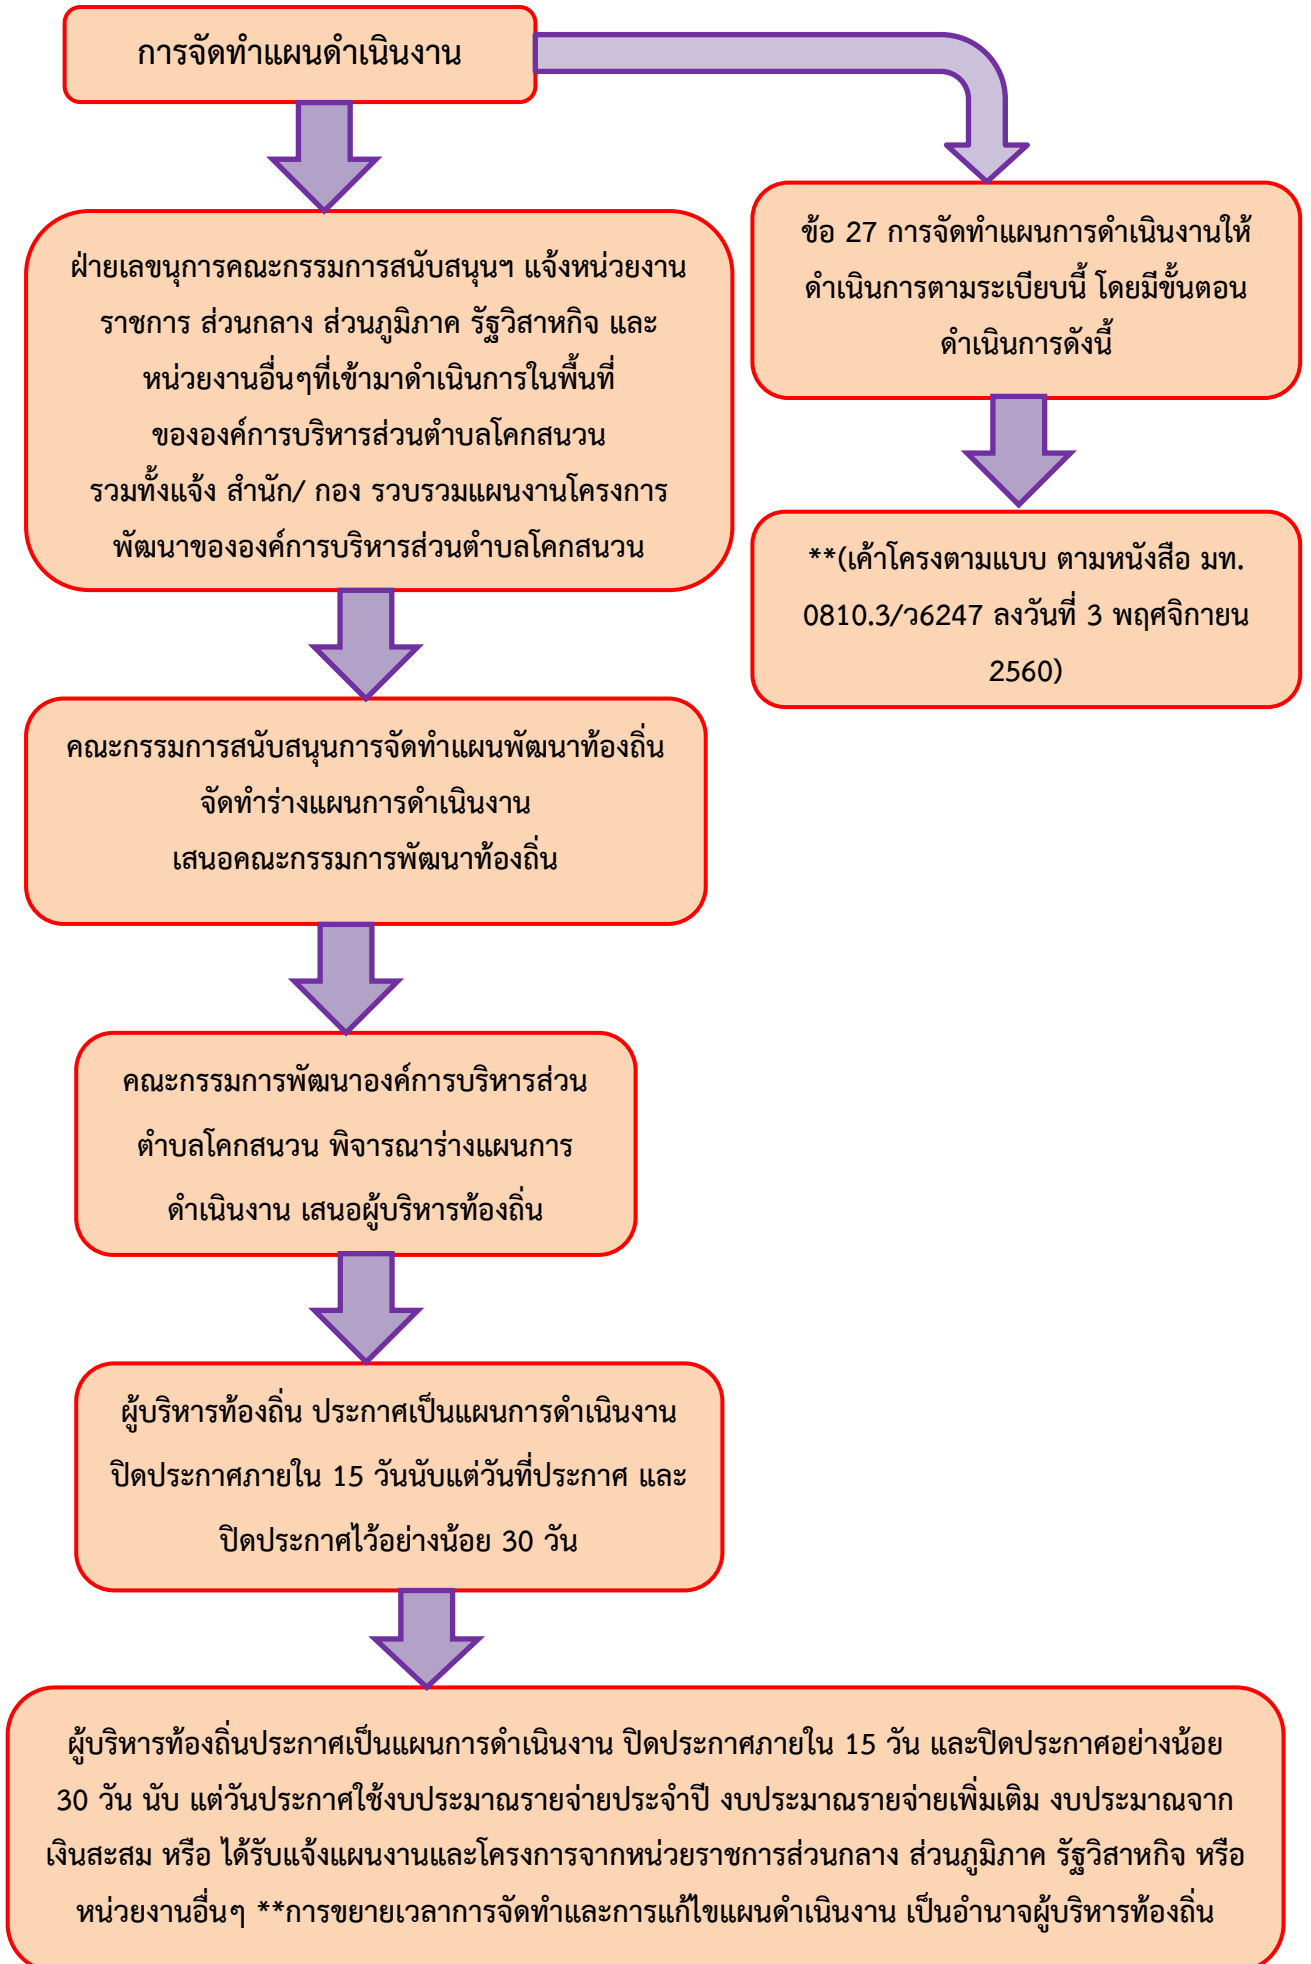 การจัดทำแผนดำเนินงาน
ฝ่ายเลขนุการคณะกรรมการสนับสนุนฯ แจ้งหน่วยงาน
ราชการ ส่วนกลาง ส่วนภูมิภาค รัฐวิสาหกิจ และ
หน่วยงานอื่นๆที่เข้ามาดำเนินการในพื้นที่
ขององค์การบริหารส่วนตำบลโคกสนวน
รวมทั้งแจ้ง สำนัก/ กอง รวบรวมแผนงานโครงการ
พัฒนาขององค์การบริหารส่วนตำบลโคกสนวน
ข้อ 27 การจัดทำแผนการดำเนินงานให้
ดำเนินการตามระเบียบนี้ โดยมีขั้นตอน
ดำเนินการดังนี้
**(เค้าโครงตามแบบ ตามหนังสือ มท.
0810.3/ว6247 ลงวันที่ 3 พฤศจิกายน
2560)
คณะกรรมการสนับสนุนการจัดทำแผนพัฒนาท้องถิ่น
จัดทำร่างแผนการดำเนินงาน
เสนอคณะกรรมการพัฒนาท้องถิ่น
คณะกรรมการพัฒนาองค์การบริหารส่วน
ตำบลโคกสนวน พิจารณาร่างแผนการ
ดำเนินงาน เสนอผู้บริหารท้องถิ่น
ผู้บริหารท้องถิ่น ประกาศเป็นแผนการดำเนินงาน
ปิดประกาศภายใน 15 วันนับแต่วันที่ประกาศ และ
ปิดประกาศไว้อย่างน้อย 30 วัน
ผู้บริหารท้องถิ่นประกาศเป็นแผนการดำเนินงาน ปิดประกาศภายใน 15 วัน และปิดประกาศอย่างน้อย
30 วัน นับ แต่วันประกาศใช้งบประมาณรายจ่ายประจำปี งบประมาณรายจ่ายเพิ่มเติม งบประมาณจาก
เงินสะสม หรือ ได้รับแจ้งแผนงานและโครงการจากหน่วยราชการส่วนกลาง ส่วนภูมิภาค รัฐวิสาหกิจ หรือ
หน่วยงานอื่นๆ **การขยายเวลาการจัดทำและการแก้ไขแผนดำเนินงาน เป็นอำนาจผู้บริหารท้องถิ่น